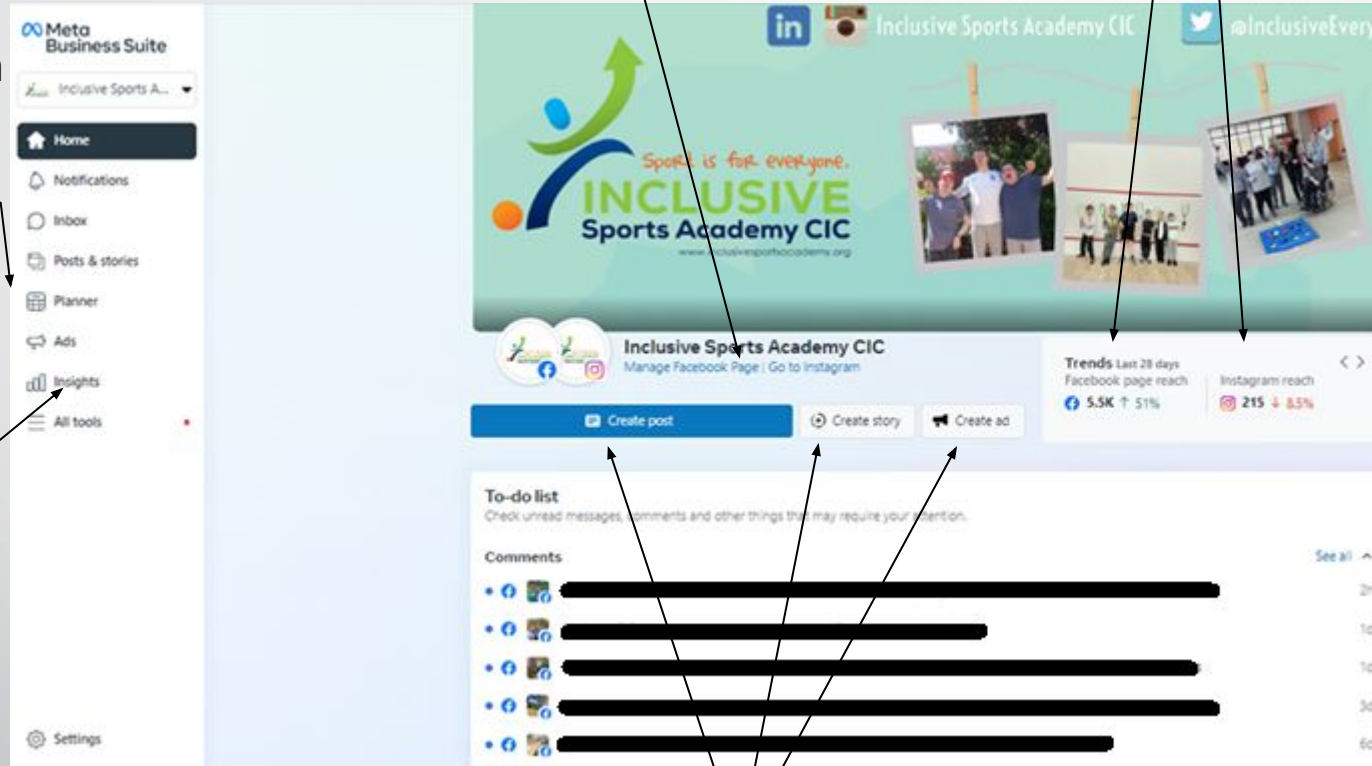 Meta
Business Suite
Inclusive Sports A...
Home
Notifications
Inbox
Posts & stories
Planner
Ads
Insights
All tools
Settings
in Inclusive Sports Academy CIC @InclusiveEvery
Sport is for everyone.
INCLUSIVE
Sports Academy CIC
www.inclusivesportsacademy.org
Inclusive Sports Academy CIC
Manage Facebook Page | Go to Instagram
Trends Last 28 days
Facebook page reach Instagram reach
5.5K ↑ 51% 215 ↓ 8.5%
Create post Create story Create ad
To-do list
Check unread messages, comments and other things that may require your attention.
Comments See all